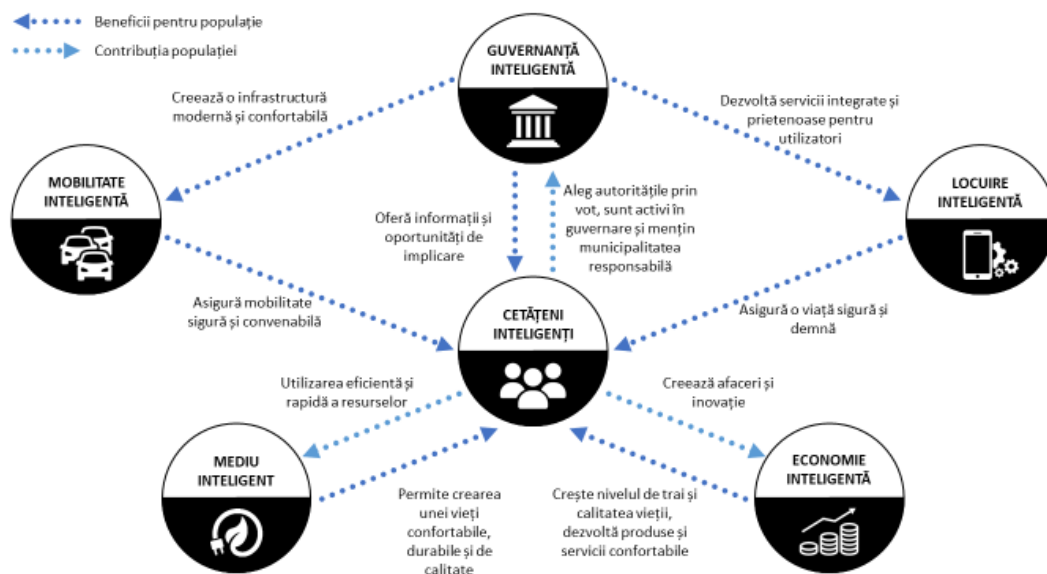 Beneficii pentru populație
Contribuția populației
GUVERNANȚĂ
INTELIGENTĂ
Creează o infrastructură
modernă și confortabilă
Dezvoltă servicii integrate și
prietenoase pentru
utilizatori
MOBILITATE
INTELIGENTĂ
LOCUIRE
INTELIGENTĂ
Oferă informații și
oportunități de
implicare
Aleg autoritățile prin
vot, sunt activi în
guvernare și mențin
municipalitatea
responsabilă
Asigură mobilitate
sigură și convenabilă
CETĂȚENI
INTELIGENȚI
Asigură o viață sigură și
demnă
Utilizarea eficientă și
rapidă a resurselor
Creează afaceri și
inovație
MEDIU
INTELIGENT
ECONOMIE
INTELIGENTĂ
Permite crearea
unei vieți
confortabile,
durabile și de
calitate
Crește nivelul de trai și
calitatea vieții,
dezvoltă produse și
servicii confortabile